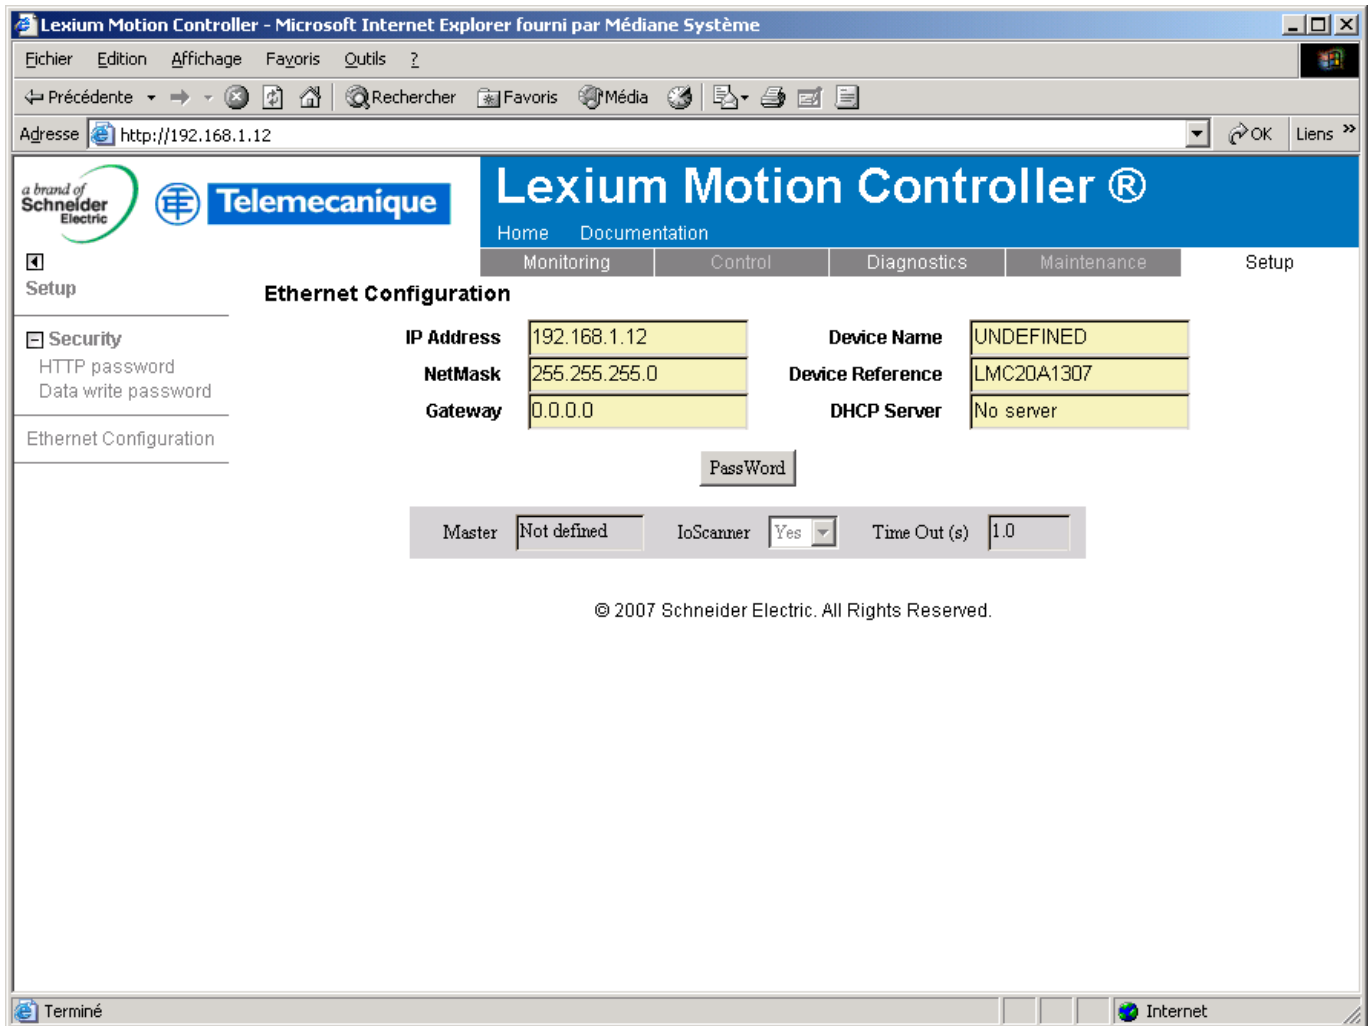 Lexium Motion Controller - Microsoft Internet Explorer fourni par Médiane Système
Fichier Edition Affichage Favoris Outils ?
Précédente Rechercher Favoris Média
Adresse http://192.168.1.12 OK Liens »
a brand of
Schneider
Electric
Telemecanique
Lexium Motion Controller ®
Home Documentation
Monitoring Control Diagnostics Maintenance Setup
Setup
Security
HTTP password
Data write password
Ethernet Configuration
Ethernet Configuration
IP Address 192.168.1.12 Device Name UNDEFINED
NetMask 255.255.255.0 Device Reference LMC20A1307
Gateway 0.0.0.0 DHCP Server No server
PassWord
Master Not defined IoScanner Yes Time Out (s) 1.0
© 2007 Schneider Electric. All Rights Reserved.
Terminé Internet